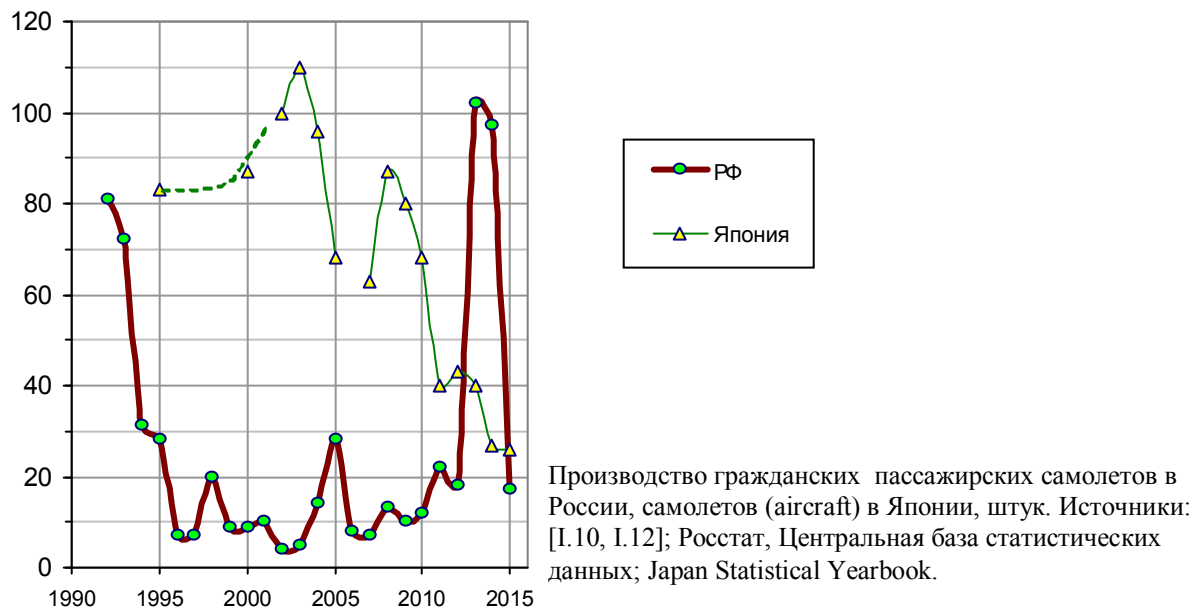 120
100
80
60
40
20
0
1990 1995 2000 2005 2010 2015
РФ
Япония
Производство гражданских пассажирских самолетов в
России, самолетов (aircraft) в Японии, штук. Источники:
[I.10, I.12]; Росстат, Центральная база статистических
данных; Japan Statistical Yearbook.